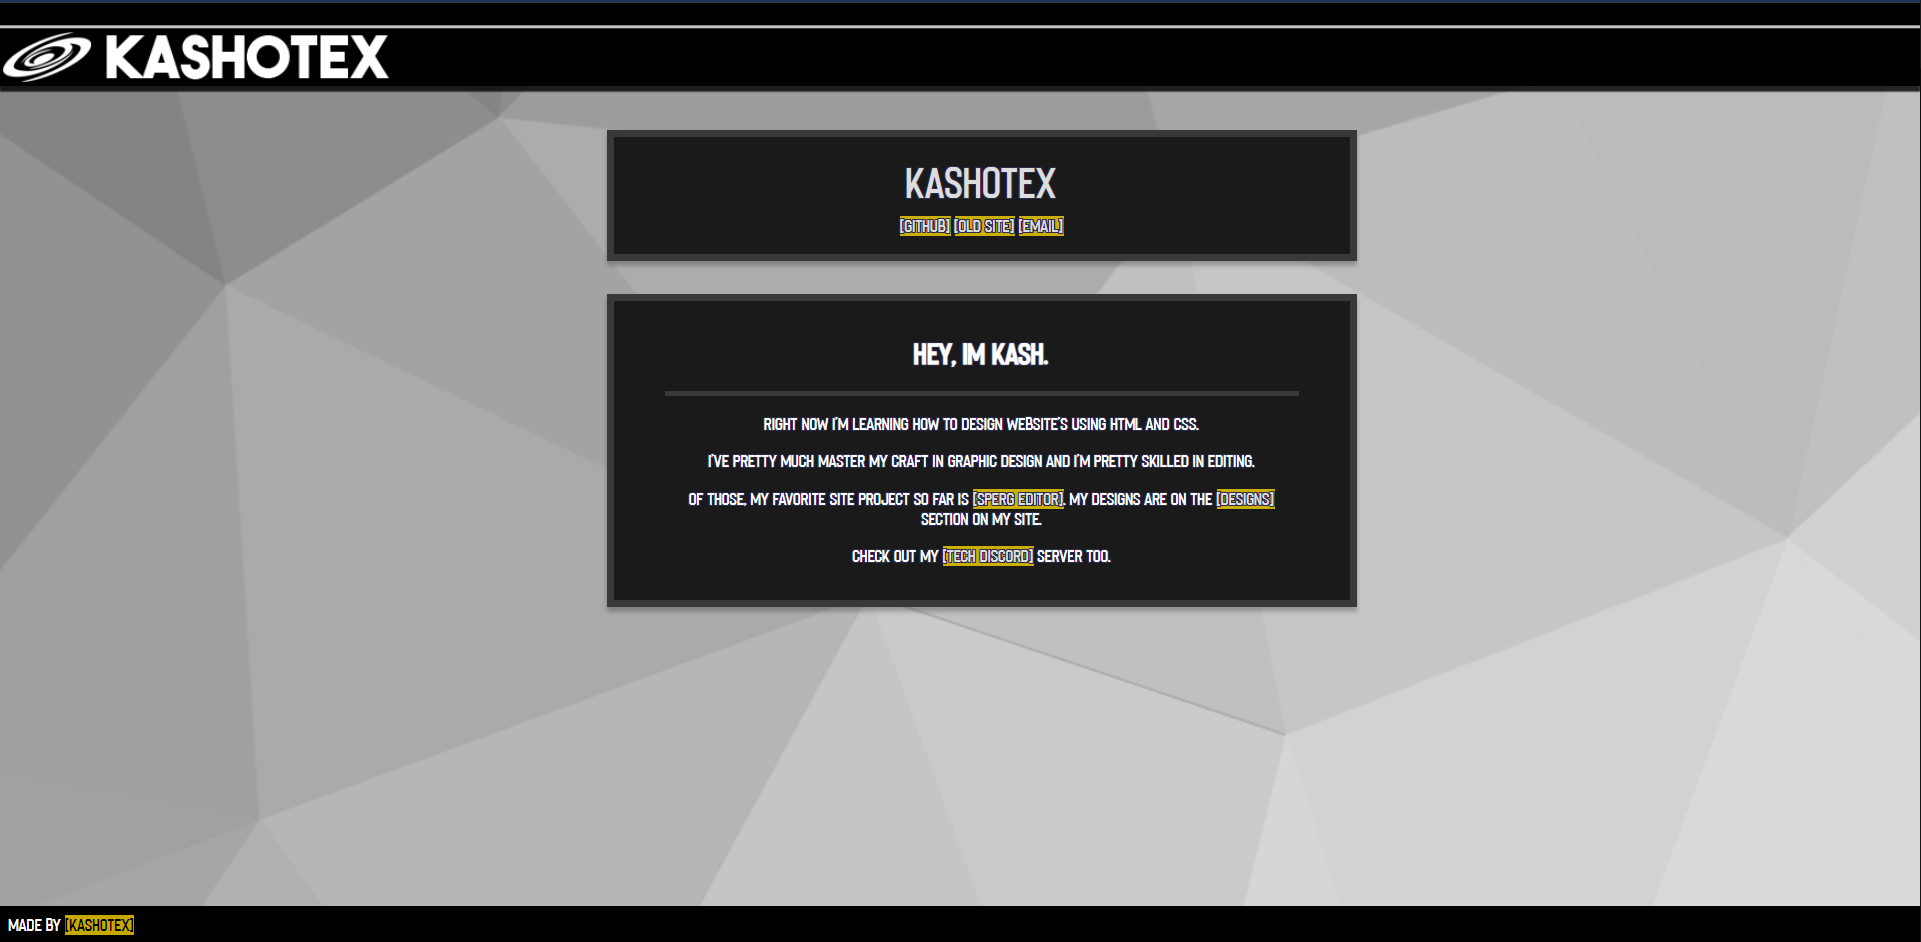 KASHOTEX
KASHOTEX
[GITHUB] [OLD SITE] [EMAIL]
HEY, IM KASH.
RIGHT NOW I'M LEARNING HOW TO DESIGN WEBSITE'S USING HTML AND CSS.
I'VE PRETTY MUCH MASTER MY CRAFT IN GRAPHIC DESIGN AND I'M PRETTY SKILLED IN EDITING.
OF THOSE, MY FAVORITE SITE PROJECT SO FAR IS [SPERG EDITOR]. MY DESIGNS ARE ON THE [DESIGNS]
SECTION ON MY SITE.
CHECK OUT MY [TECH DISCORD] SERVER TOO.
MADE BY [KASHOTEX]